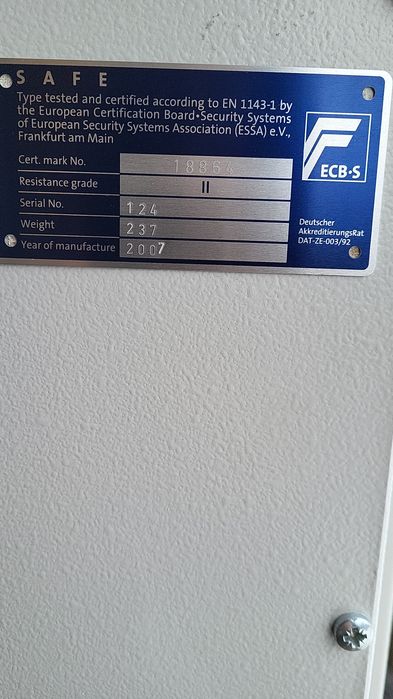 SAFE
Type tested and certified according to EN 1143-1 by
the European Certification Board•Security Systems
of European Security Systems Association (ESSA) e.V.,
Frankfurt am Main
ECB•S
Cert. mark No.
Resistance grade II
Serial No. 124
Weight 237
Year of manufacture 2007
Deutscher
AkkreditierungsRat
DAT-ZE-003/92